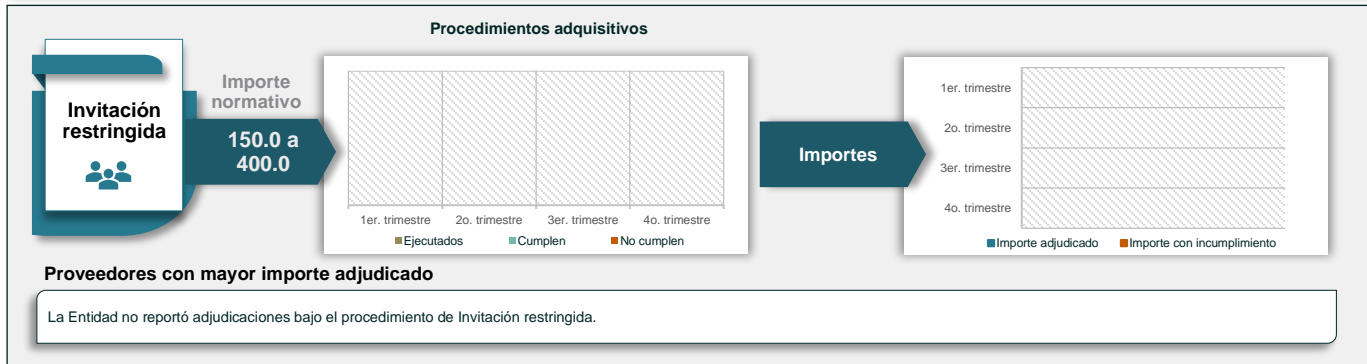 Procedimientos adquisitivos
Invitación
restringida
Importe
normativo
150.0 a
400.0
1er. trimestre
2o. trimestre
3er. trimestre
4o. trimestre
Ejecutados
Cumplen
No cumplen
Importes
1er. trimestre
2o. trimestre
3er. trimestre
4o. trimestre
Importe adjudicado
Importe con incumplimiento
Proveedores con mayor importe adjudicado
La Entidad no reportó adjudicaciones bajo el procedimiento de Invitación restringida.